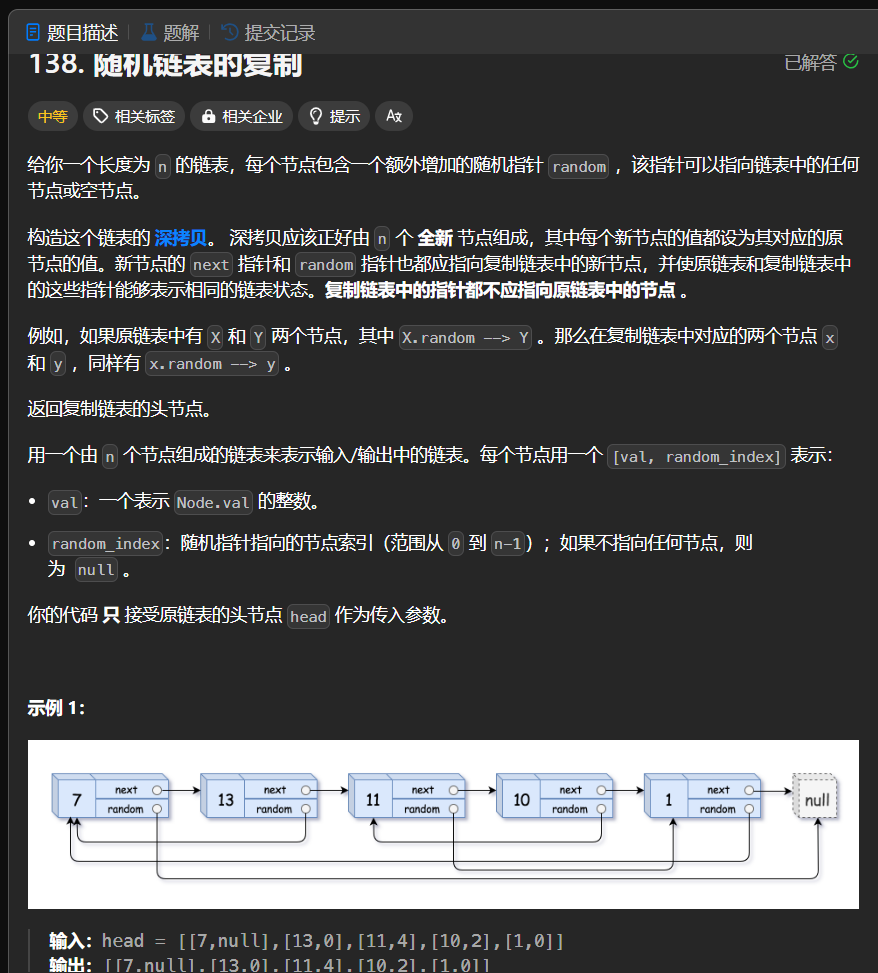 题目描述 题解 提交记录
138. 随机链表的复制 已解答
中等 相关标签 相关企业 提示
给你一个长度为 n 的链表，每个节点包含一个额外增加的随机指针 random ，该指针可以指向链表中的任何
节点或空节点。
构造这个链表的 深拷贝。 深拷贝应该正好由 n 个 全新 节点组成，其中每个新节点的值都设为其对应的原
节点的值。新节点的 next 指针和 random 指针也都应指向复制链表中的新节点，并使原链表和复制链表中
的这些指针能够表示相同的链表状态。复制链表中的指针都不应指向原链表中的节点 。
例如，如果原链表中有 X 和 Y 两个节点，其中 X.random --> Y 。那么在复制链表中对应的两个节点 x
和 y ，同样有 x.random --> y 。
返回复制链表的头节点。
用一个由 n 个节点组成的链表来表示输入/输出中的链表。每个节点用一个 [val, random_index] 表示：
• val：一个表示 Node.val 的整数。
• random_index：随机指针指向的节点索引（范围从 0 到 n-1）；如果不指向任何节点，则
为 null 。
你的代码 只 接受原链表的头节点 head 作为传入参数。
示例 1：
7 next random 13 next random 11 next random 10 next random 1 next random null
输入：head = [[7,null],[13,0],[11,4],[10,2],[1,0]]
输出：[[7,null],[13,0],[11,4],[10,2],[1,0]]